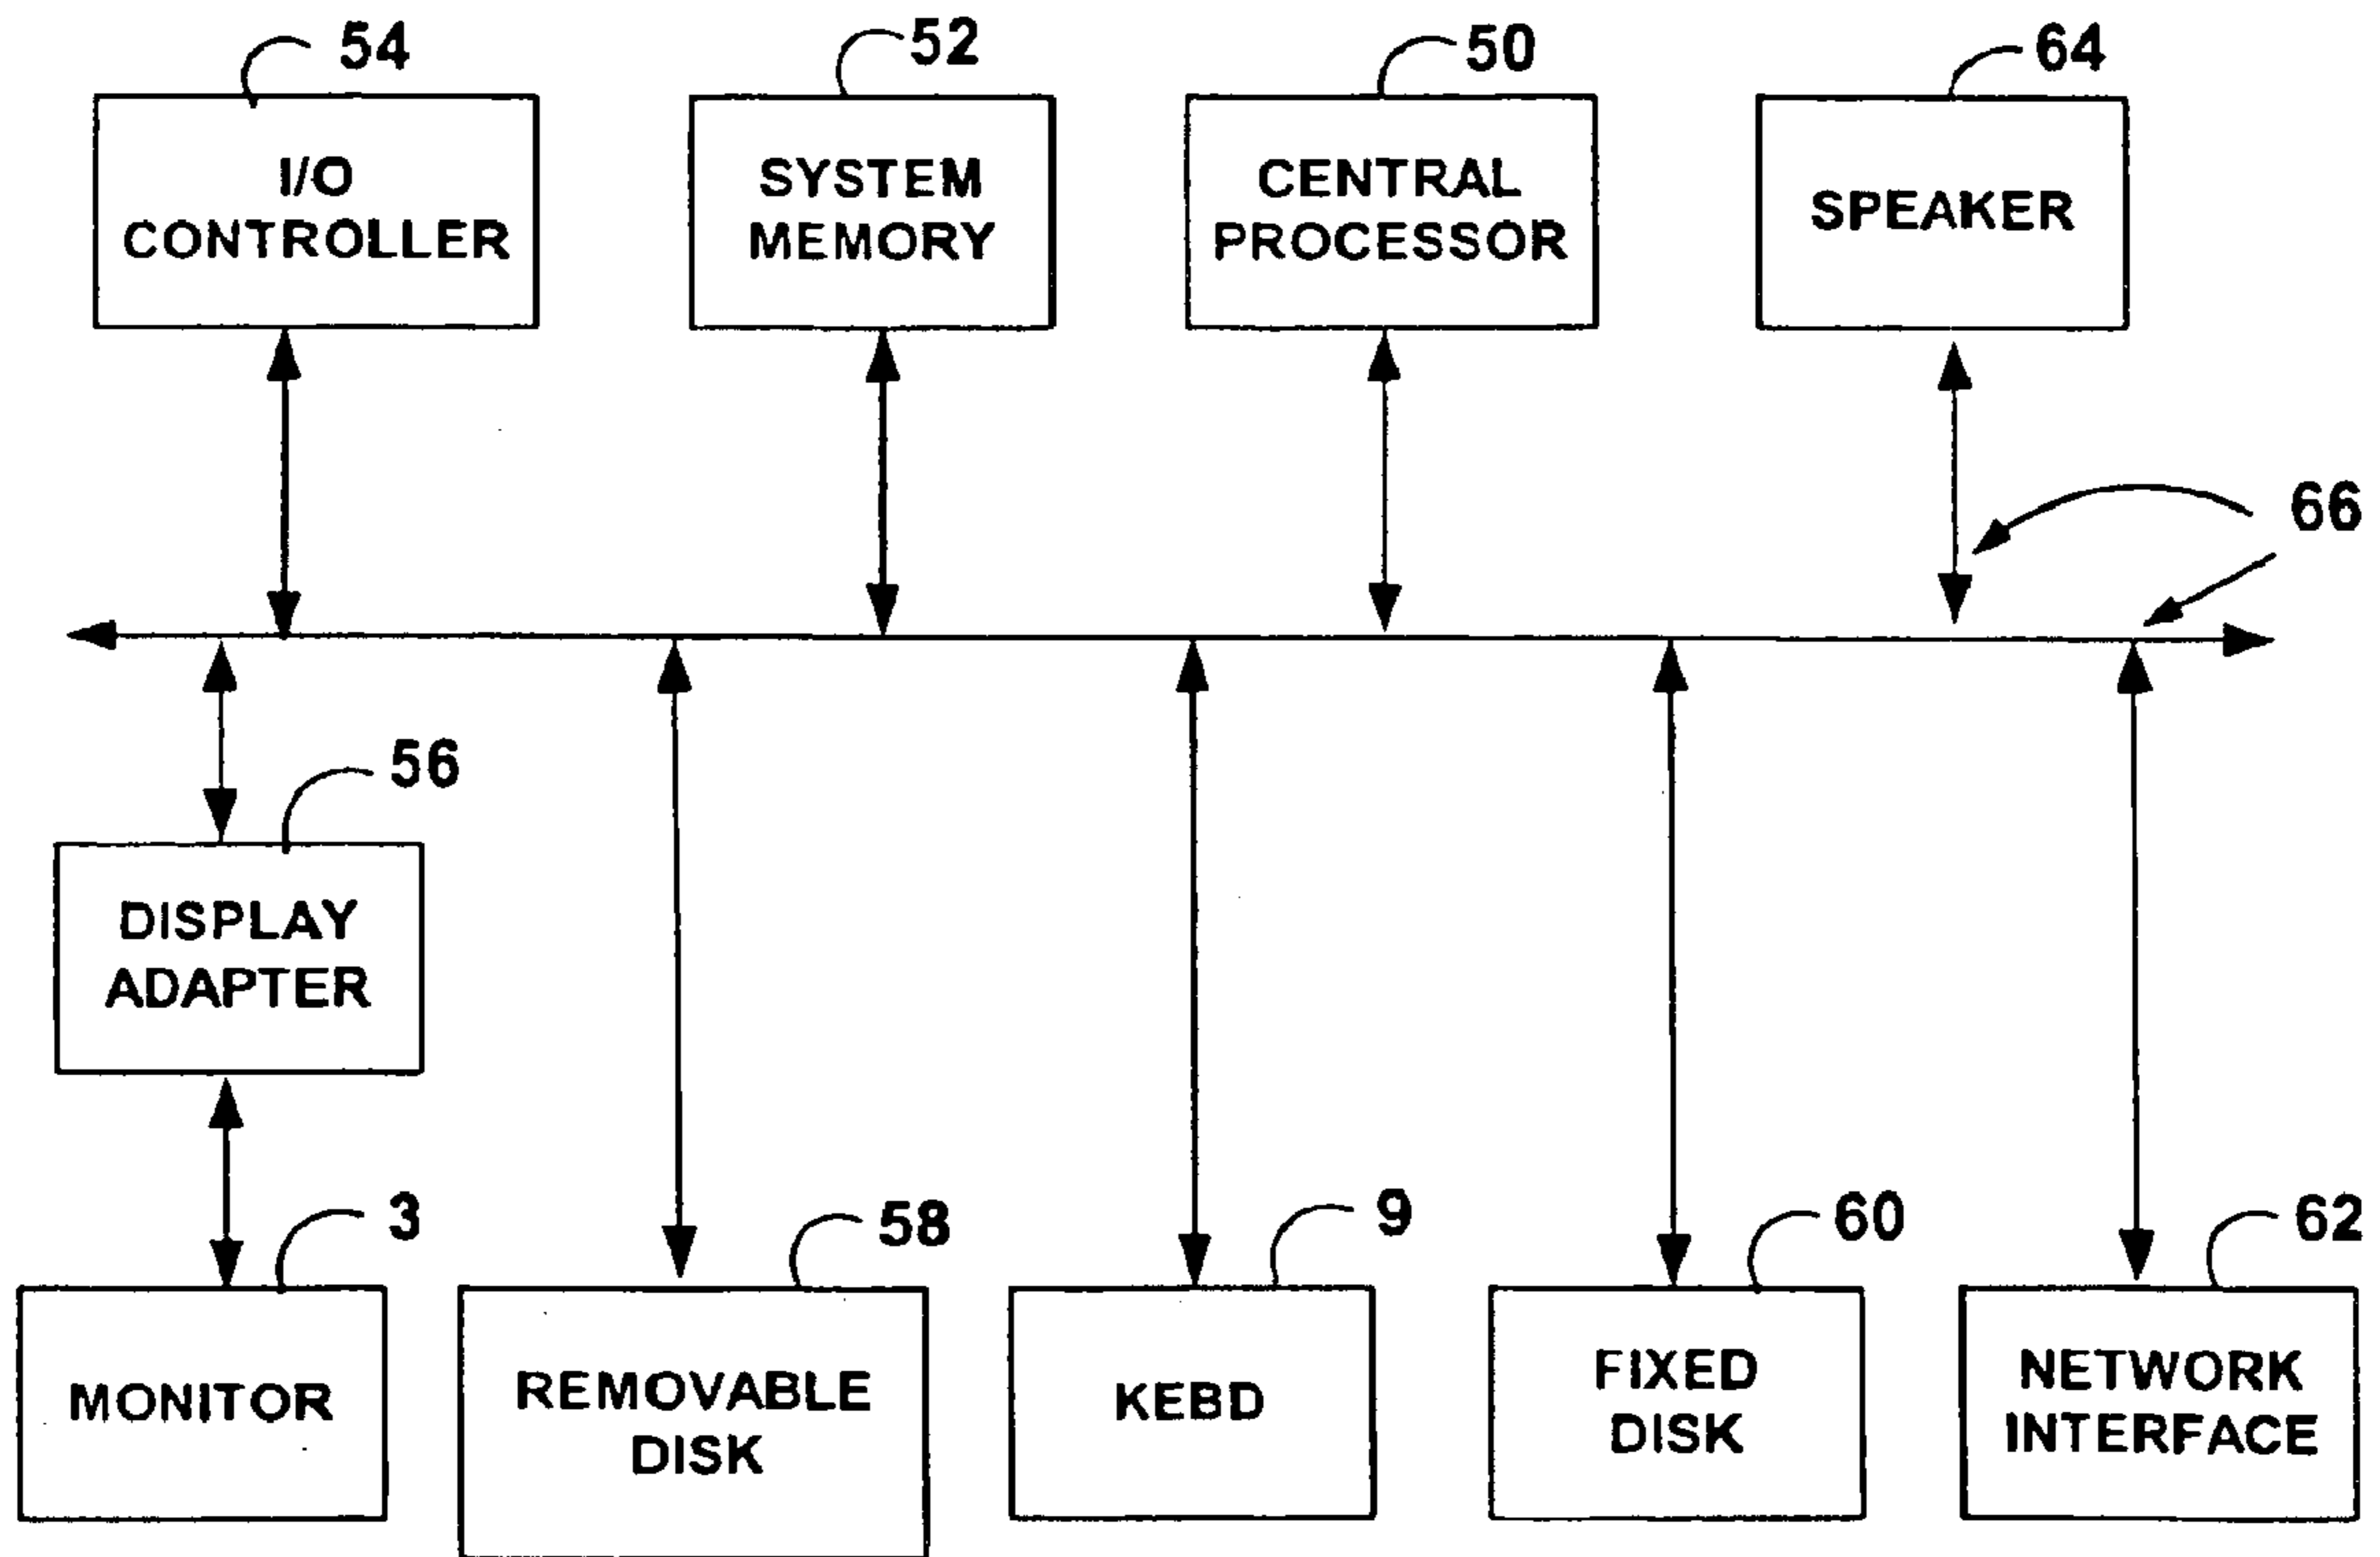 54
52
50
64
I/O
CONTROLLER
SYSTEM
MEMORY
CENTRAL
PROCESSOR
SPEAKER
66
56
DISPLAY
ADAPTER
3
58
9
60
62
MONITOR
REMOVABLE
DISK
KEBD
FIXED
DISK
NETWORK
INTERFACE